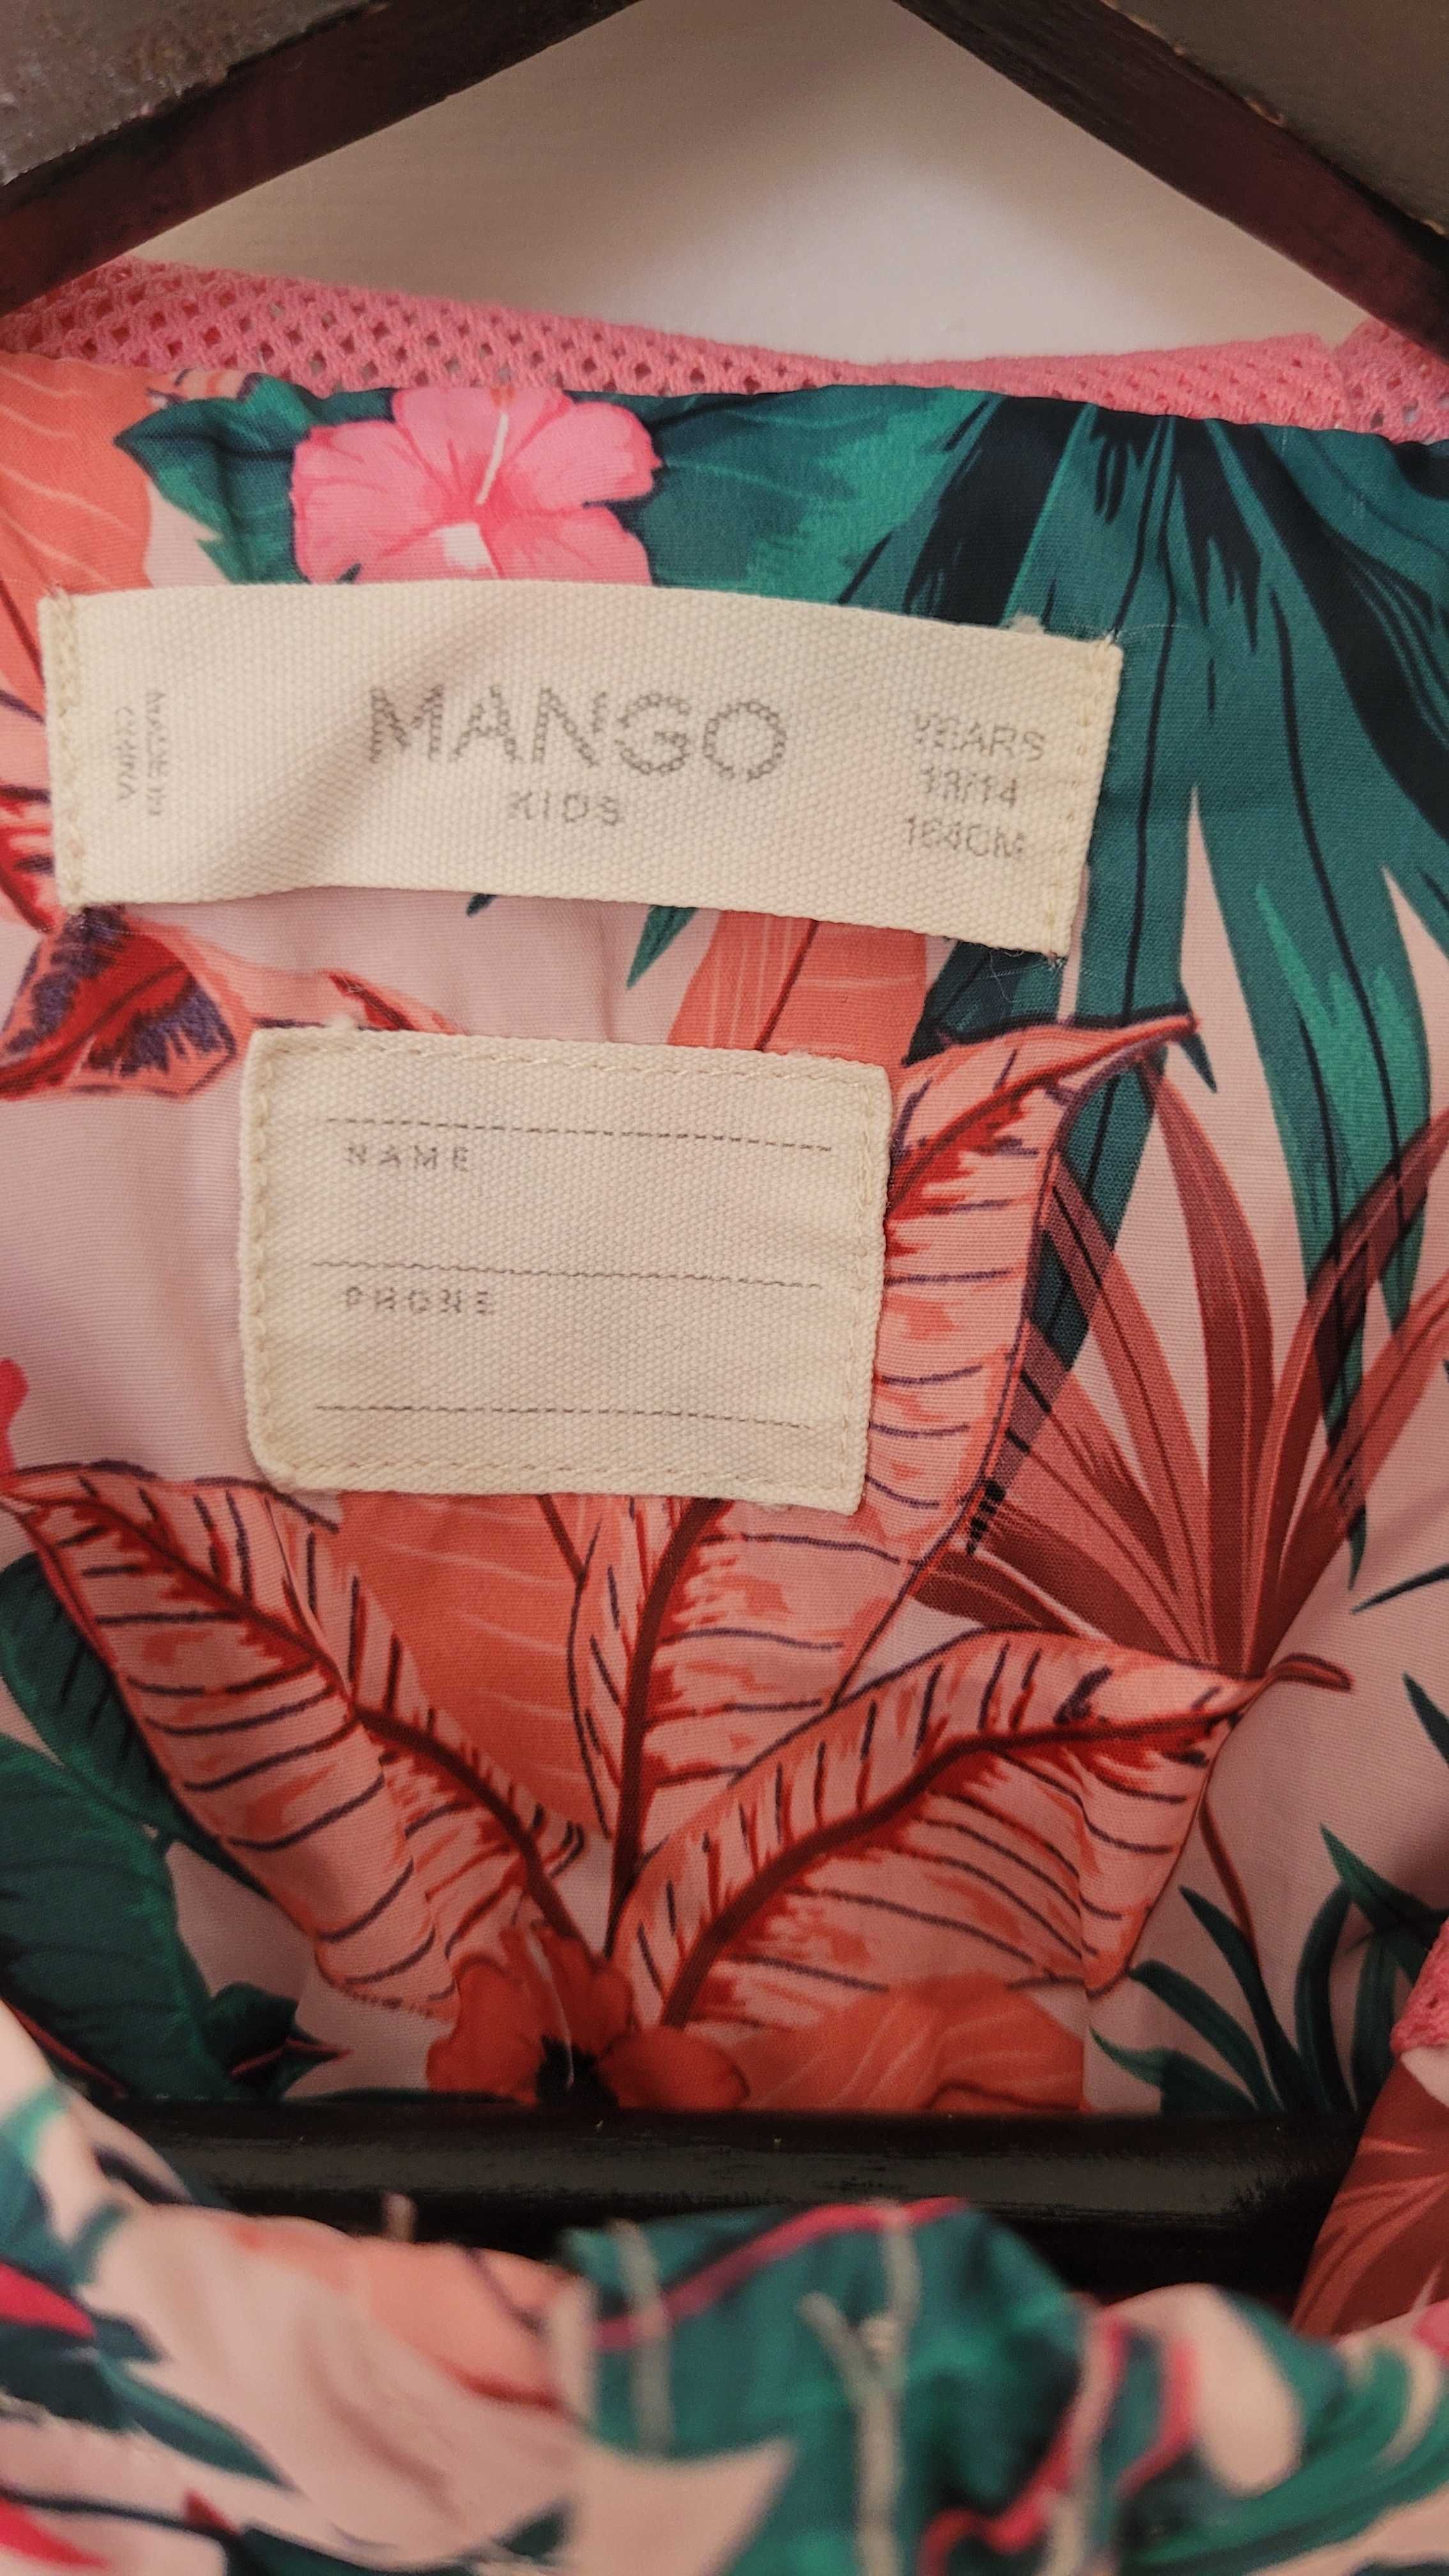 MADE IN
CHINA
MANGO
KIDS
YEARS
13/14
164CM
NAME
PHONE